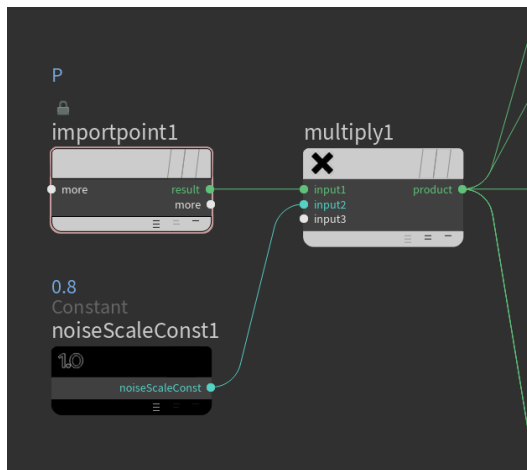 P
importpoint1
multiply1
more
result
more
input1
product
input2
input3
0.8
Constant
noiseScaleConst1
1.0
noiseScaleConst